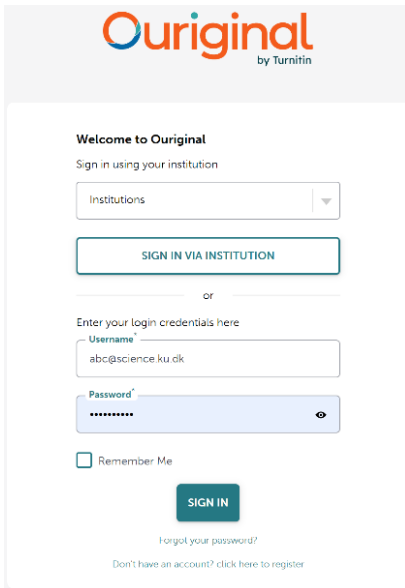 Ouriginal
by Turnitin
Welcome to Ouriginal
Sign in using your institution
Institutions
SIGN IN VIA INSTITUTION
or
Enter your login credentials here
Username*
abc@science.ku.dk
Password*
••••••••••
Remember Me
SIGN IN
Forgot your password?
Don't have an account? click here to register